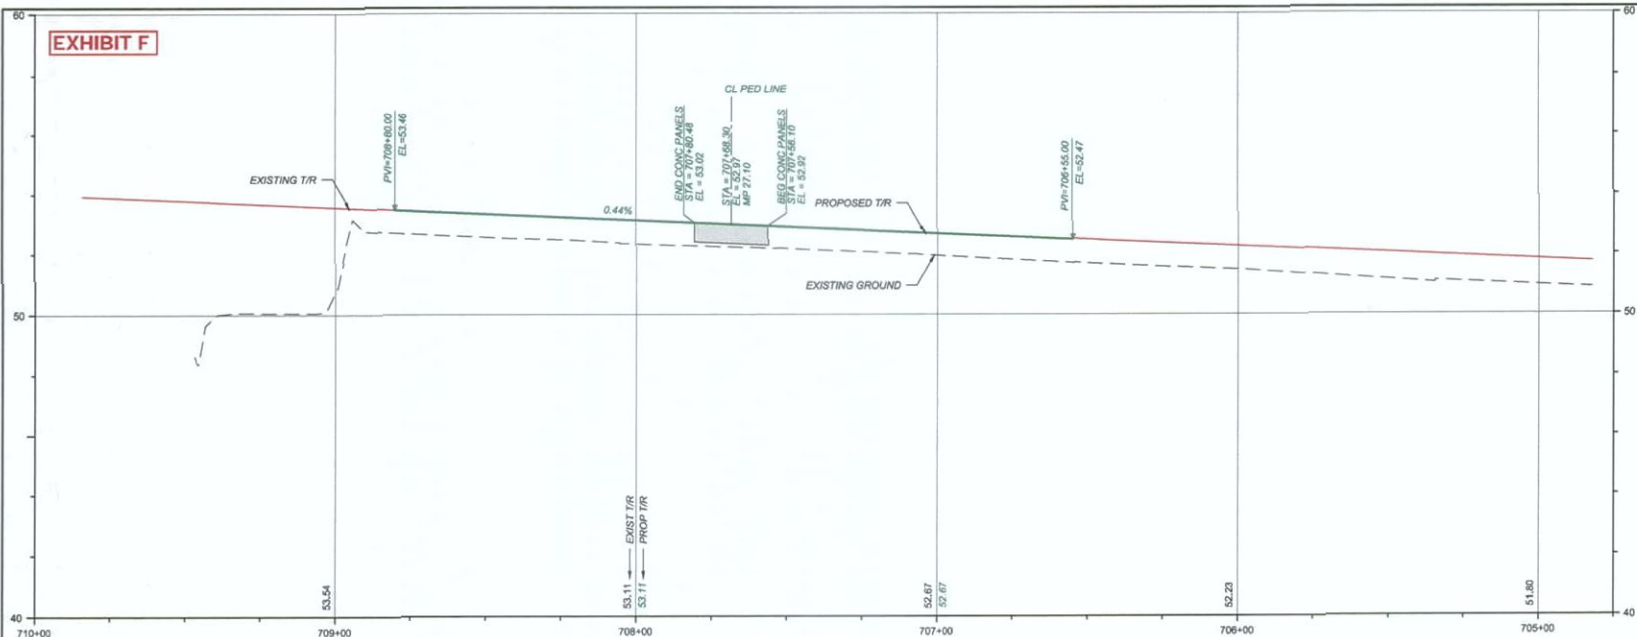 60
60
EXHIBIT F
CL PED LINE
PVI=708+80.00
EL=53.46
END CONC PANELS
STA = 707+80.48
EL = 53.02
STA = 707+68.30
EL = 52.97
MP 27.10
BEG CONC PANELS
STA = 707+56.10
EL = 52.92
PVI=706+55.00
EL=52.47
EXISTING T/R
0.44%
PROPOSED T/R
EXISTING GROUND
50
50
EXIST T/R
PROP T/R
53.54
53.11
53.11
52.67
52.67
52.23
51.80
40
40
710+00
709+00
708+00
707+00
706+00
705+00